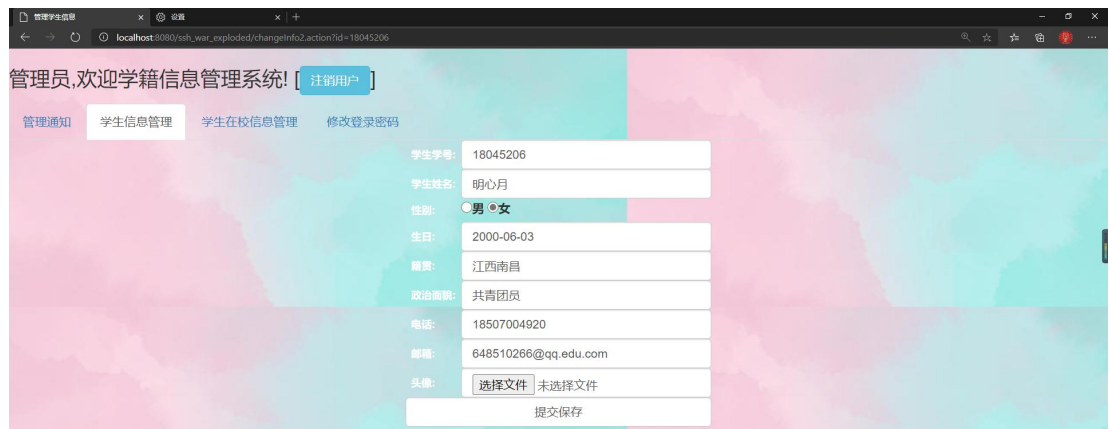 管理学生信息
设置
localhost:8080/ssh_war_exploded/changeInfo2.action?id=18045206
管理员,欢迎学籍信息管理系统! [ 注销用户 ]
管理通知 学生信息管理 学生在校信息管理 修改登录密码
学生学号: 18045206
学生姓名: 明心月
性别: 男 女
生日: 2000-06-03
籍贯: 江西南昌
政治面貌: 共青团员
电话: 18507004920
邮箱: 648510266@qq.edu.com
头像: 选择文件 未选择文件
提交保存